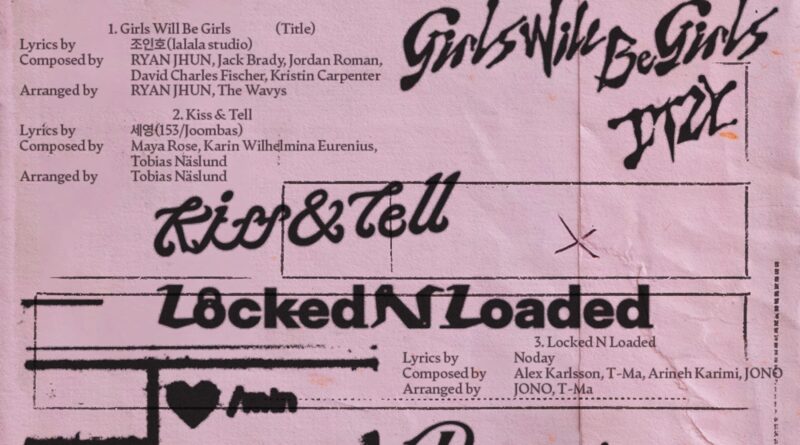 1. Girls Will Be Girls (Title)
Lyrics by 조인호(lalala studio)
Composed by RYAN JHUN, Jack Brady, Jordan Roman,
David Charles Fischer, Kristin Carpenter
Arranged by RYAN JHUN, The Wavys
Girls Will Be Girls
ITZY
2. Kiss & Tell
Lyrics by 세영(153/Joombas)
Composed by Maya Rose, Karin Wilhelmina Eurenius,
Tobias Näslund
Arranged by Tobias Näslund
Kiss & Tell
Locked N Loaded
3. Locked N Loaded
Lyrics by Noday
Composed by Alex Karlsson, T-Ma, Arineh Karimi, JONO
Arranged by JONO, T-Ma
/min